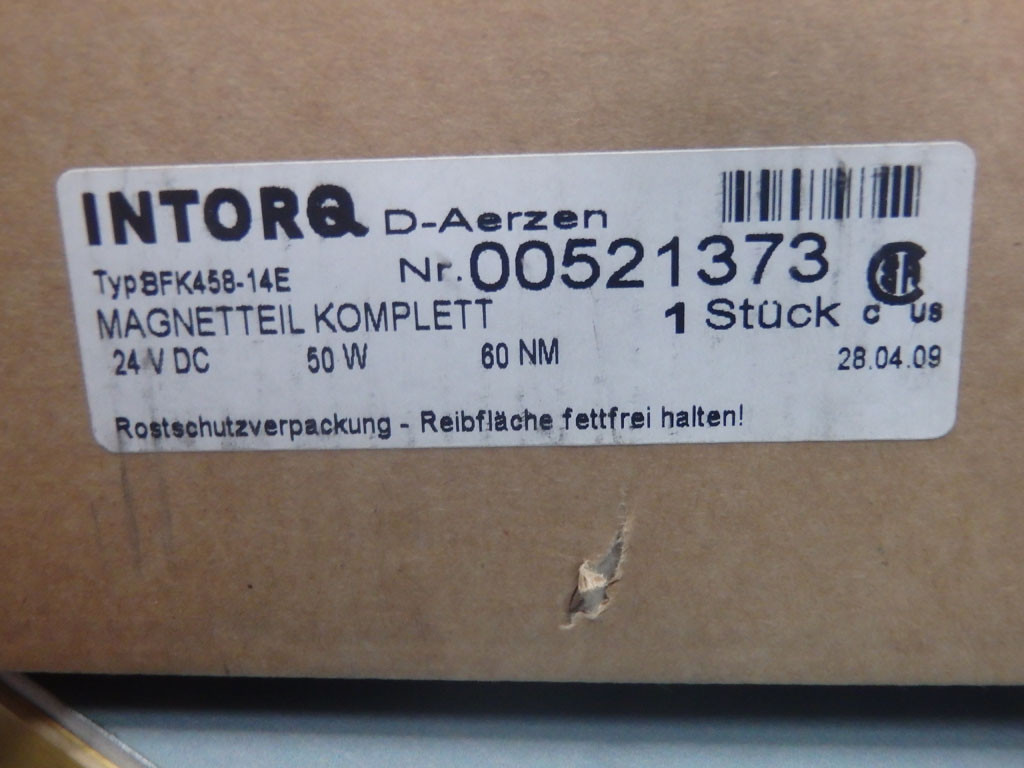 INTORQ D-Aerzen
Typ BFK458-14E Nr. 00521373
MAGNETTEIL KOMPLETT 1 Stück C US
24 V DC 50 W 60 NM 28.04.09
Rostschutzverpackung - Reibfläche fettfrei halten!